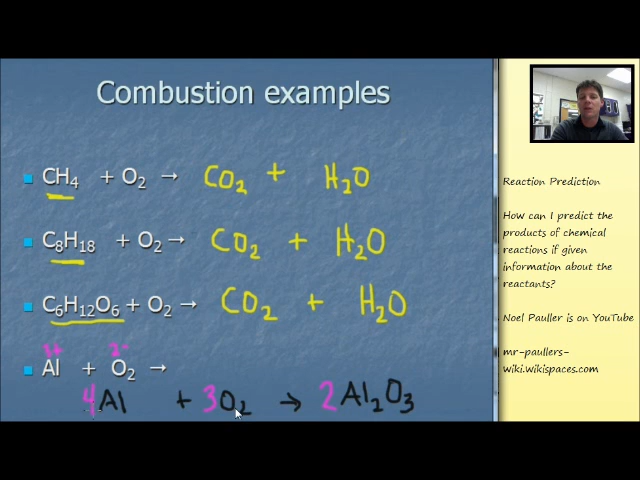 Combustion examples
CH4 + O2 → CO2 + H2O
C8H18 + O2 → CO2 + H2O
C6H12O6 + O2 → CO2 + H2O
3+ 2-
Al + O2 →
4Al + 3O2 → 2Al2O3
Reaction Prediction
How can I predict the
products of chemical
reactions if given
information about the
reactants?
Noel Pauller is on YouTube
mr-paullers-
wiki.wikispaces.com